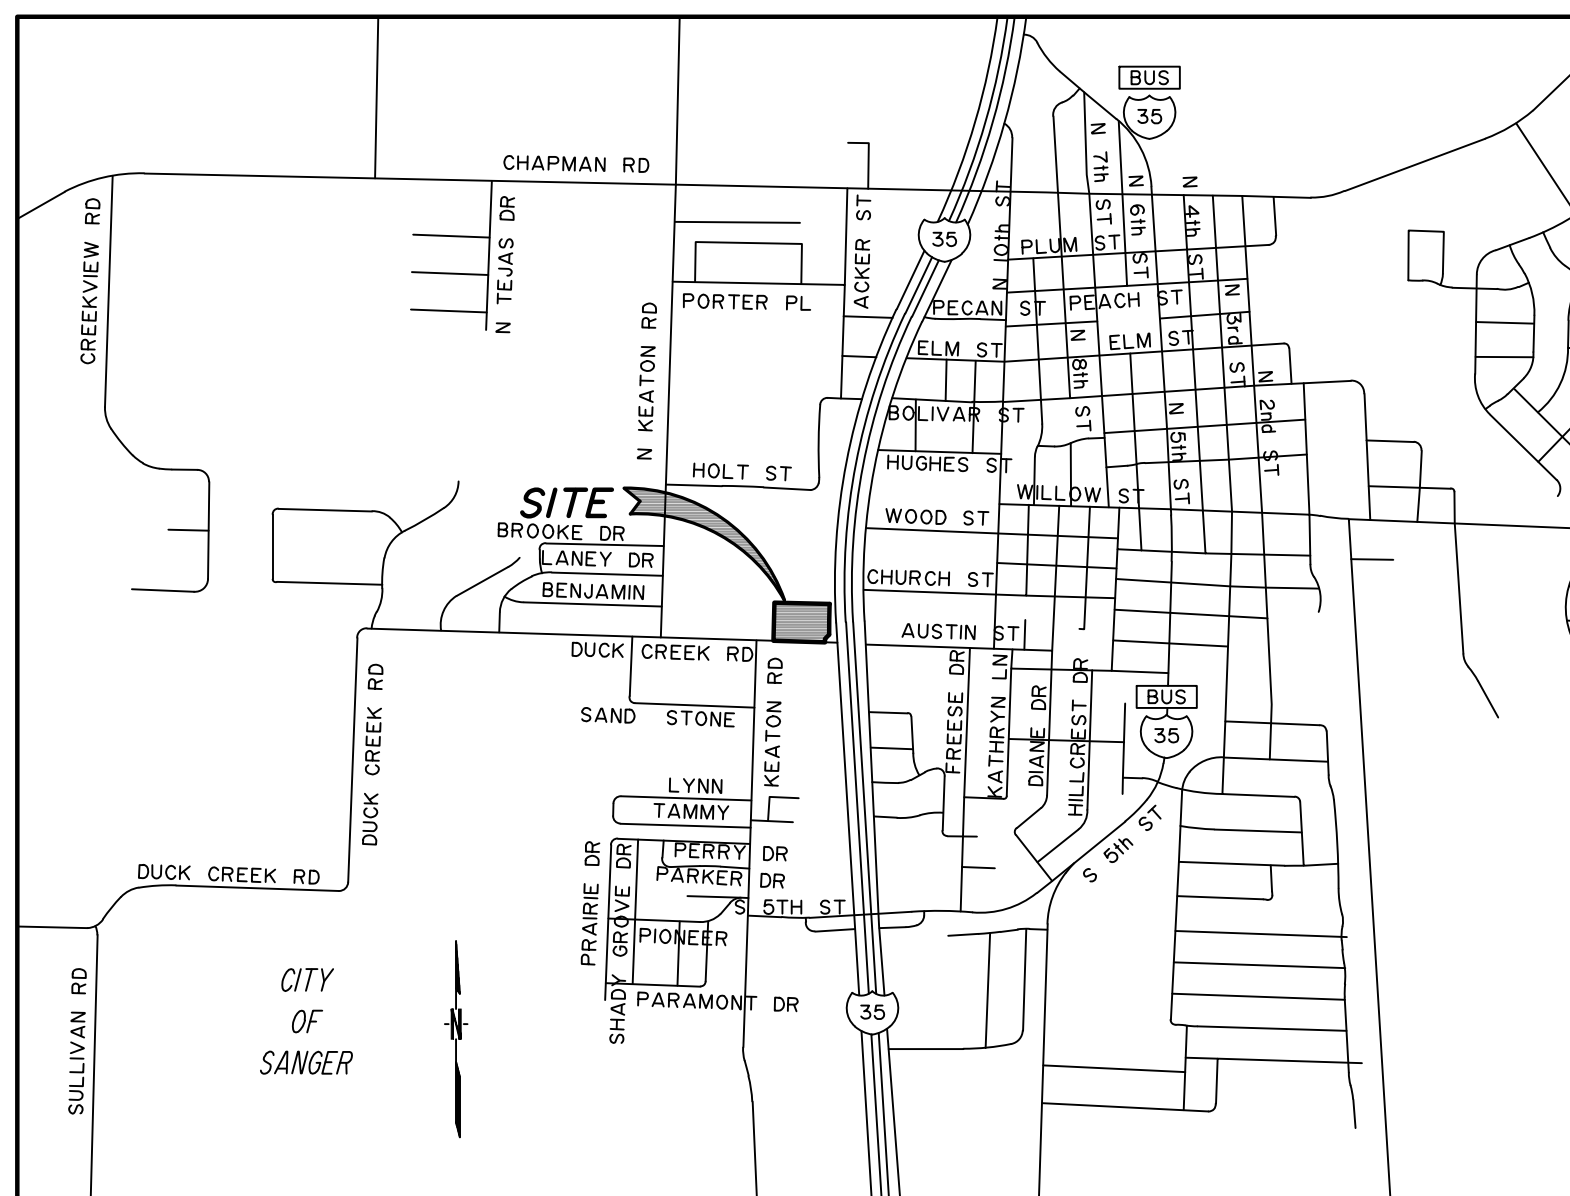 BUS
35
CHAPMAN RD
CREEKVIEW RD
N TEJAS DR
N KEATON RD
ACKER ST
35
N 10th ST
N 7th ST
N 6th ST
N 4th ST
PLUM ST
PORTER PL
PECAN ST
PEACH ST
N 3rd ST
ELM ST
ELM ST
N 8th ST
N 2nd ST
BOLIVAR ST
N 5th ST
HOLT ST
HUGHES ST
SITE
WILLOW ST
WOOD ST
BROOKE DR
LANEY DR
BENJAMIN
CHURCH ST
AUSTIN ST
DUCK CREEK RD
DUCK CREEK RD
KEATON RD
FREESE DR
KATHRYN LN
DIANE DR
HILLCREST DR
BUS
35
SAND STONE
LYNN
TAMMY
PERRY DR
PARKER DR
S 5th ST
DUCK CREEK RD
PRAIRIE DR
SHADY GROVE DR
S 5TH ST
PIONEER
PARAMONT DR
35
SULLIVAN RD
CITY
OF
SANGER
N